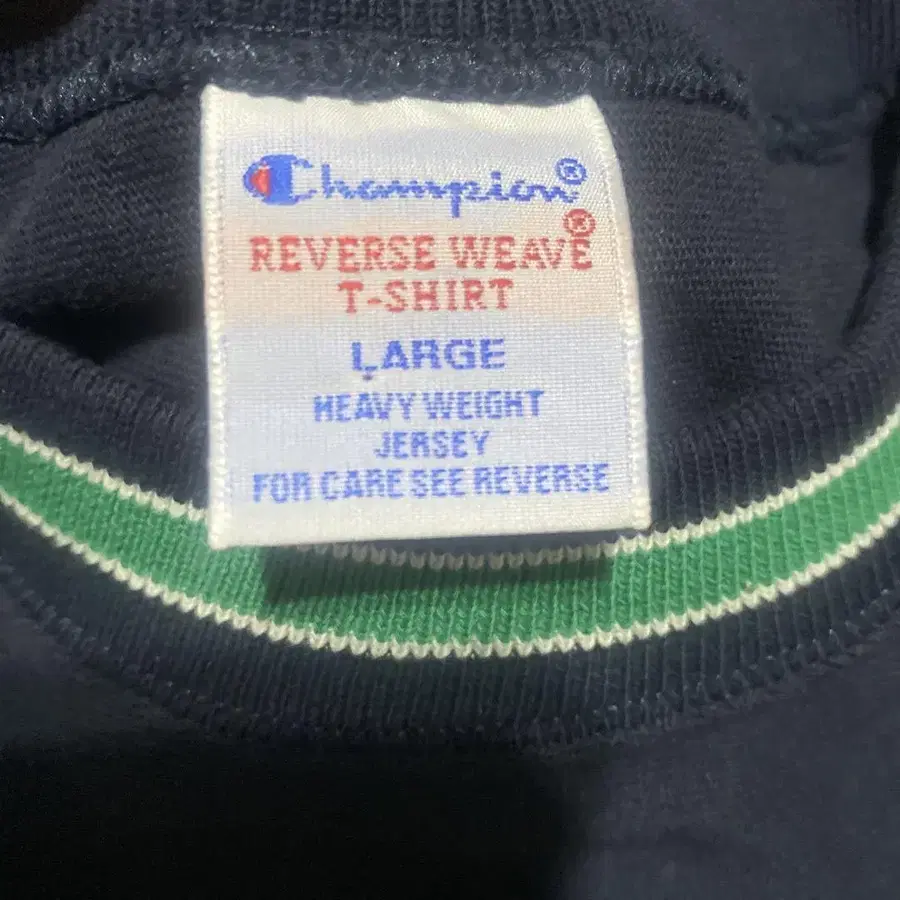 Champion®
REVERSE WEAVE®
T-SHIRT
LARGE
HEAVY WEIGHT
JERSEY
FOR CARE SEE REVERSE